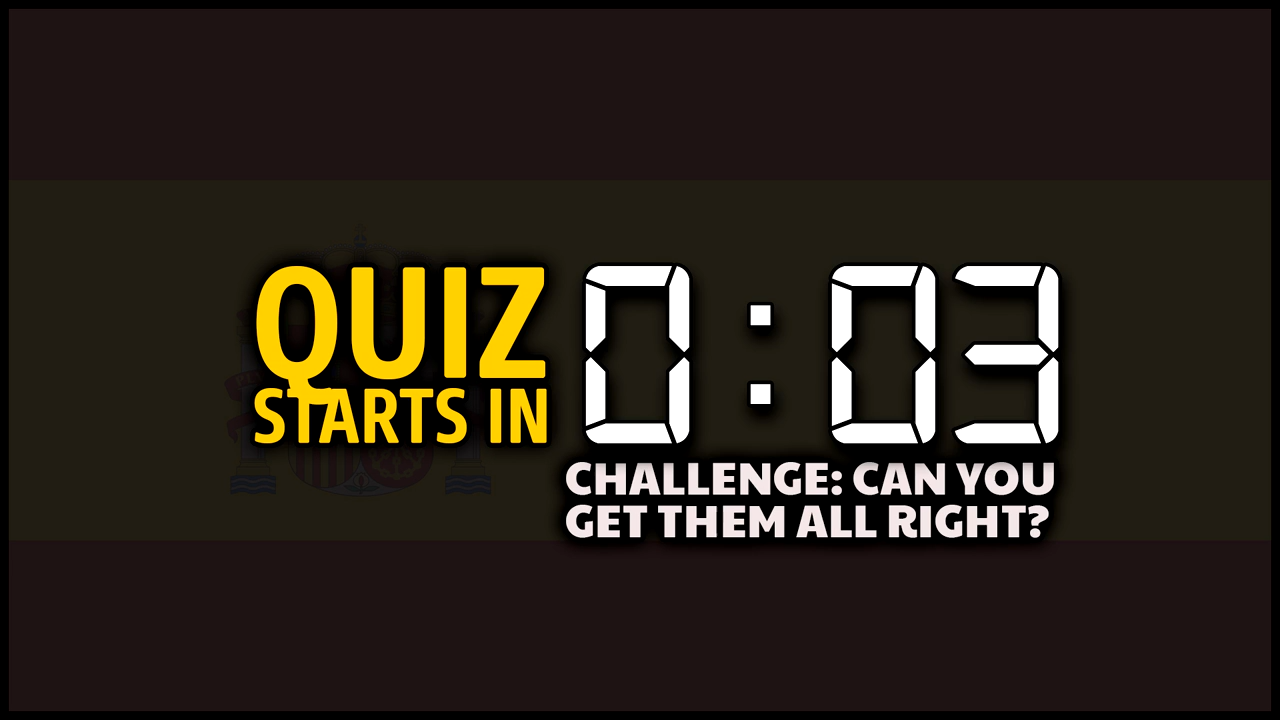 QUIZ
STARTS IN
0:03
CHALLENGE: CAN YOU
GET THEM ALL RIGHT?